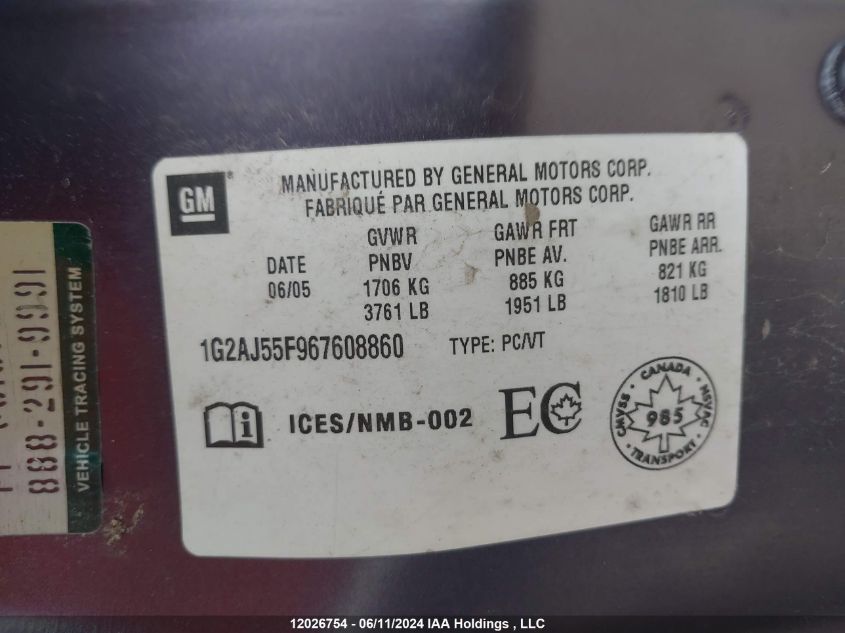 GM
MANUFACTURED BY GENERAL MOTORS CORP.
FABRIQUÉ PAR GENERAL MOTORS CORP.
DATE
06/05
GVWR
PNBV
1706 KG
3761 LB
GAWR FRT
PNBE AV.
885 KG
1951 LB
GAWR RR
PNBE ARR.
821 KG
1810 LB
1G2AJ55F967608860 TYPE: PC/VT
ICES/NMB-002
EC
CANADA
CMVSS
985
NSVAC
TRANSPORT
888-291-9991
VEHICLE TRACING SYSTEM
12026754 - 06/11/2024 IAA Holdings , LLC